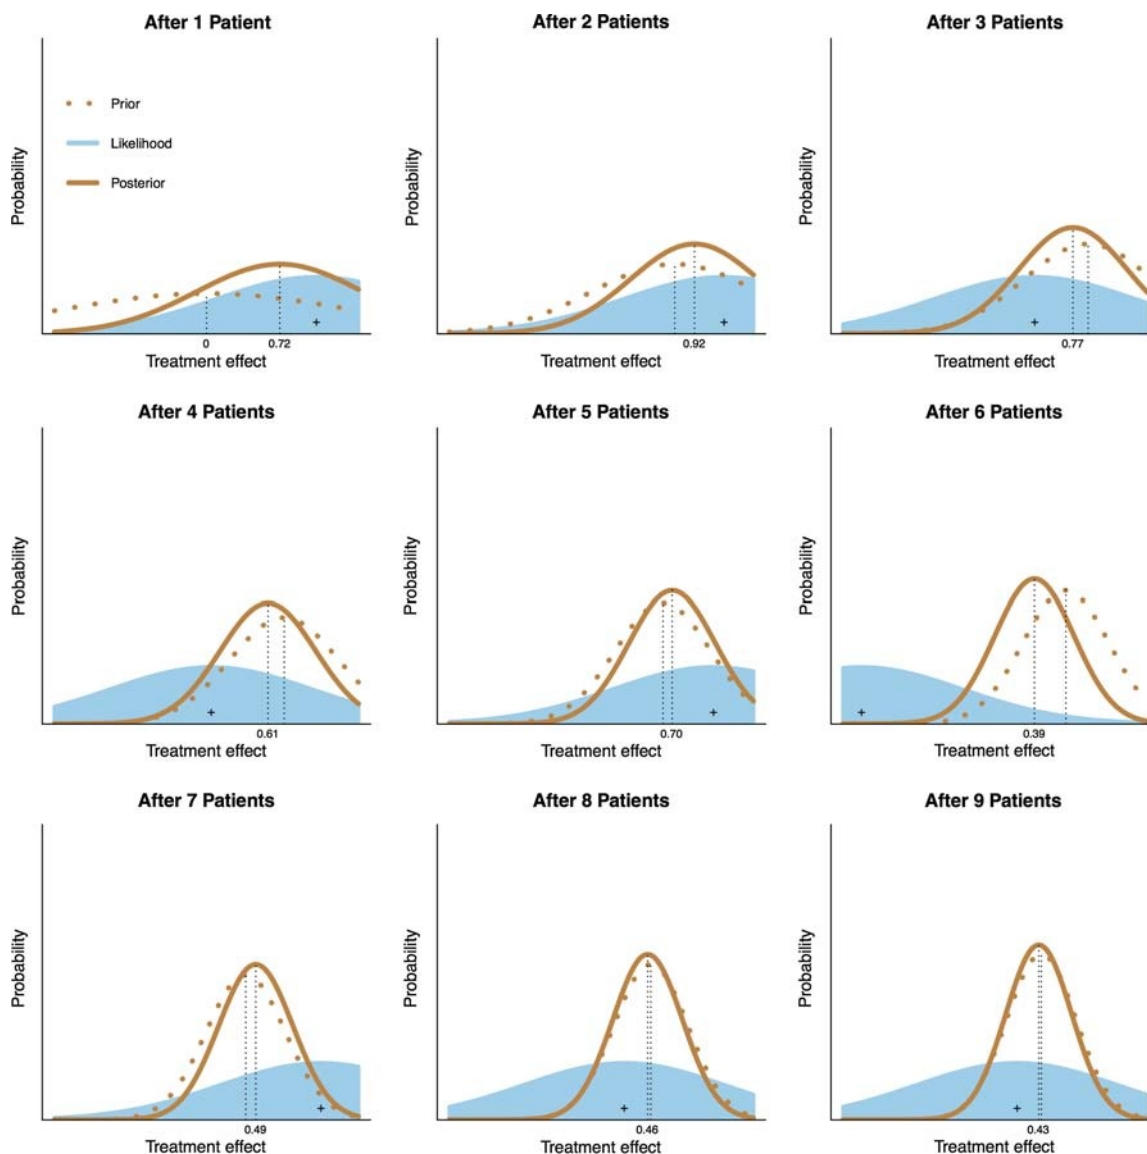 After 1 Patient
Prior
Likelihood
Posterior
Probability
0 0.72
Treatment effect
After 2 Patients
Probability
0.92
Treatment effect
After 3 Patients
Probability
0.77
Treatment effect
After 4 Patients
Probability
0.61
Treatment effect
After 5 Patients
Probability
0.70
Treatment effect
After 6 Patients
Probability
0.39
Treatment effect
After 7 Patients
Probability
0.49
Treatment effect
After 8 Patients
Probability
0.46
Treatment effect
After 9 Patients
Probability
0.43
Treatment effect